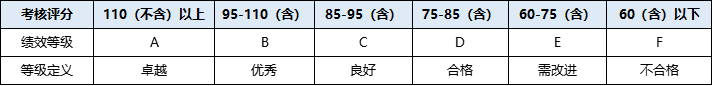 考核评分 110（不含）以上 95-110（含） 85-95（含） 75-85（含） 60-75（含） 60（含）以下
绩效等级 A B C D E F
等级定义 卓越 优秀 良好 合格 需改进 不合格